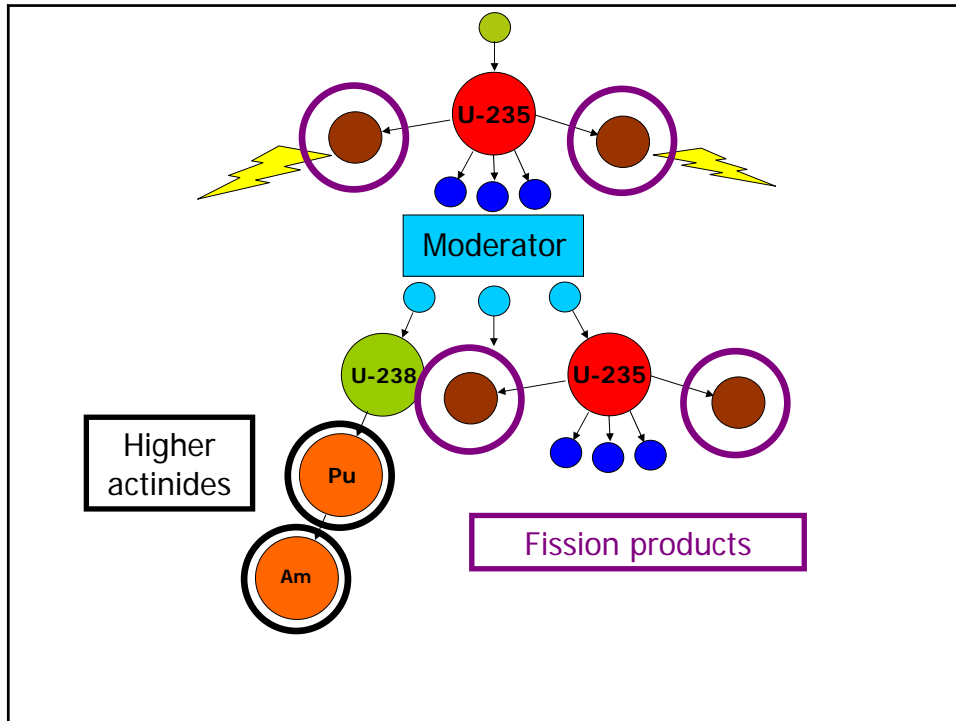 U-235
Moderator
U-238
U-235
Higher
actinides
Pu
Fission products
Am